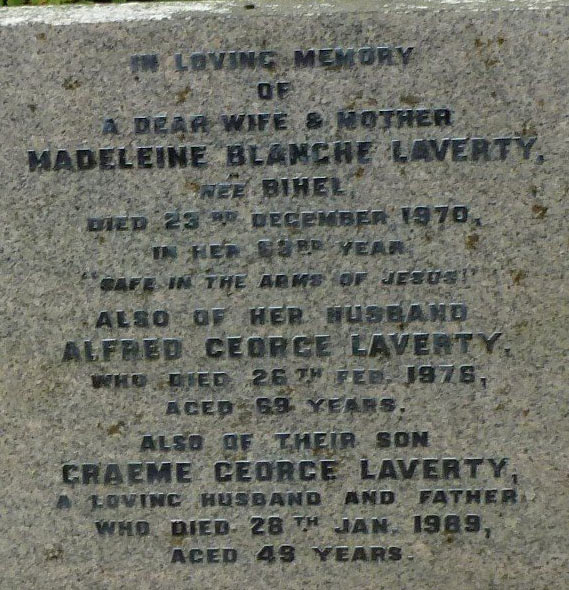 IN LOVING MEMORY
OF
A DEAR WIFE & MOTHER
MADELEINE BLANCHE LAVERTY,
NÉE BIHEL,
DIED 23RD DECEMBER 1970,
IN HER 63RD YEAR
"SAFE IN THE ARMS OF JESUS!"
ALSO OF HER HUSBAND
ALFRED GEORGE LAVERTY,
WHO DIED 26TH FEB. 1976,
AGED 69 YEARS.
ALSO OF THEIR SON
GRAEME GEORGE LAVERTY,
A LOVING HUSBAND AND FATHER
WHO DIED 28TH JAN. 1989,
AGED 49 YEARS.